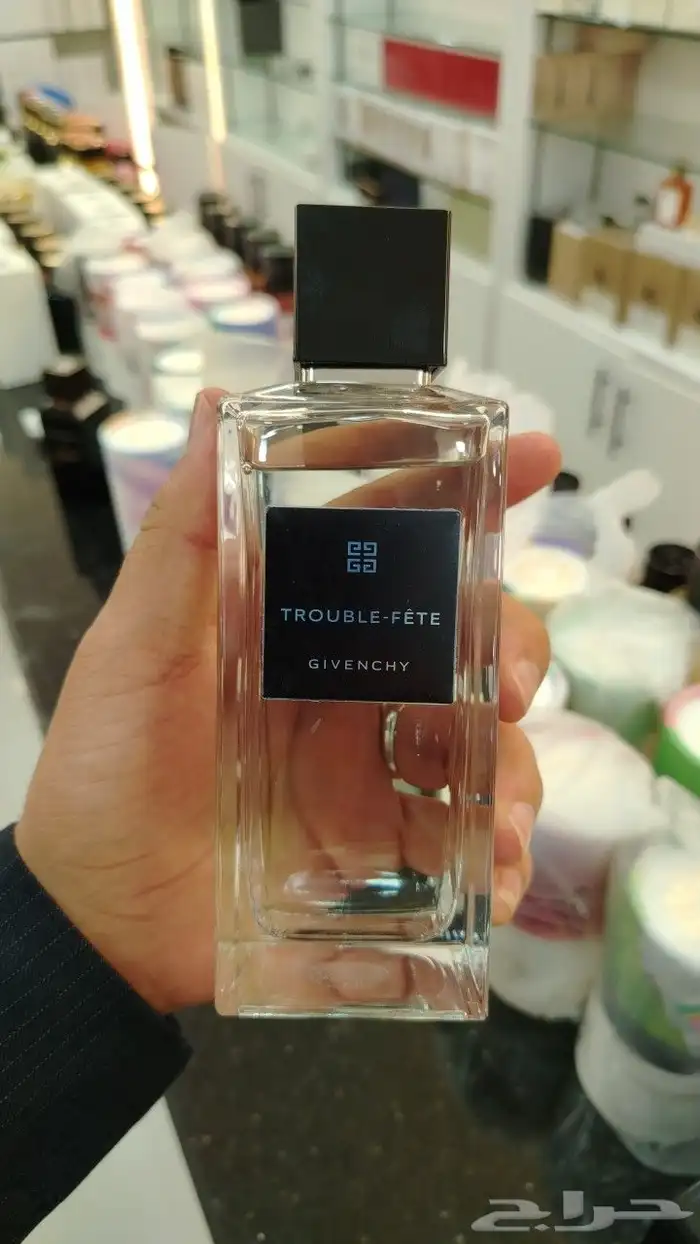 TROUBLE-FÊTE
GIVENCHY
حراج